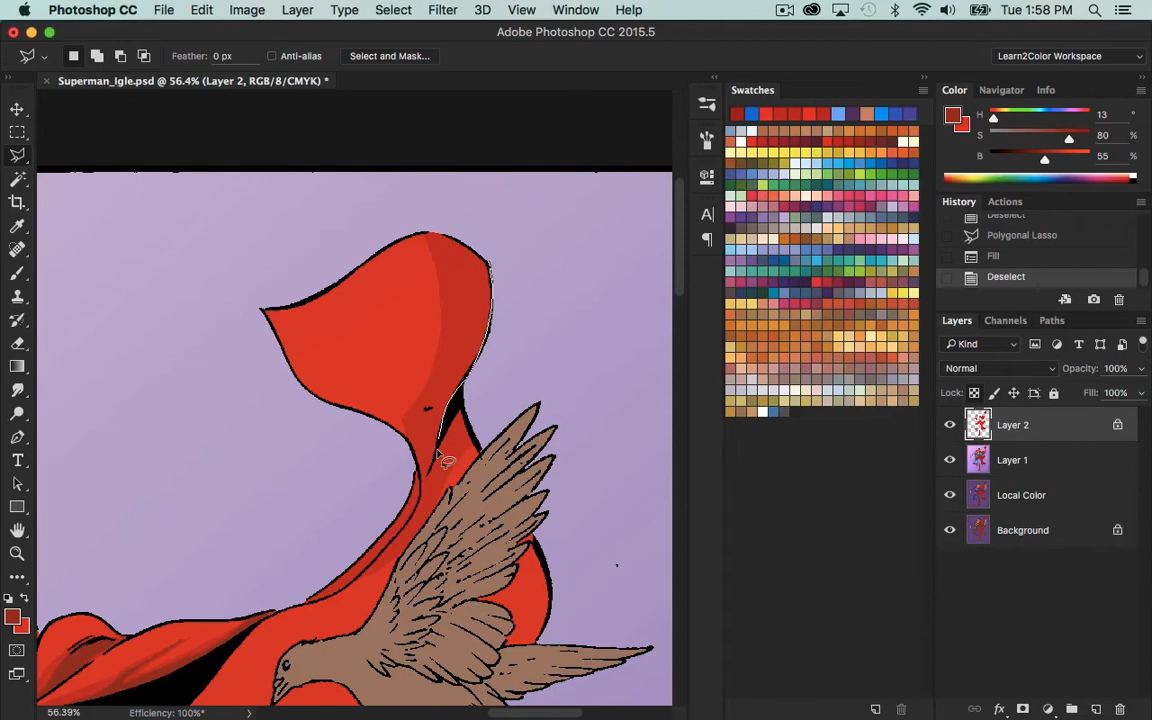 Photoshop CC File Edit Image Layer Type Select Filter 3D View Window Help Tue 1:58 PM
Adobe Photoshop CC 2015.5
Feather: 0 px Anti-alias Select and Mask... Learn2Color Workspace
Superman_Igle.psd @ 56.4% (Layer 2, RGB/8/CMYK) *
Swatches
Color Navigator Info
H 13 °
S 80 %
B 55 %
History Actions
Deselect
Polygonal Lasso
Fill
Deselect
Layers Channels Paths
Kind
Normal Opacity: 100%
Lock: Fill: 100%
Layer 2
Layer 1
Local Color
Background
56.39% Efficiency: 100%*